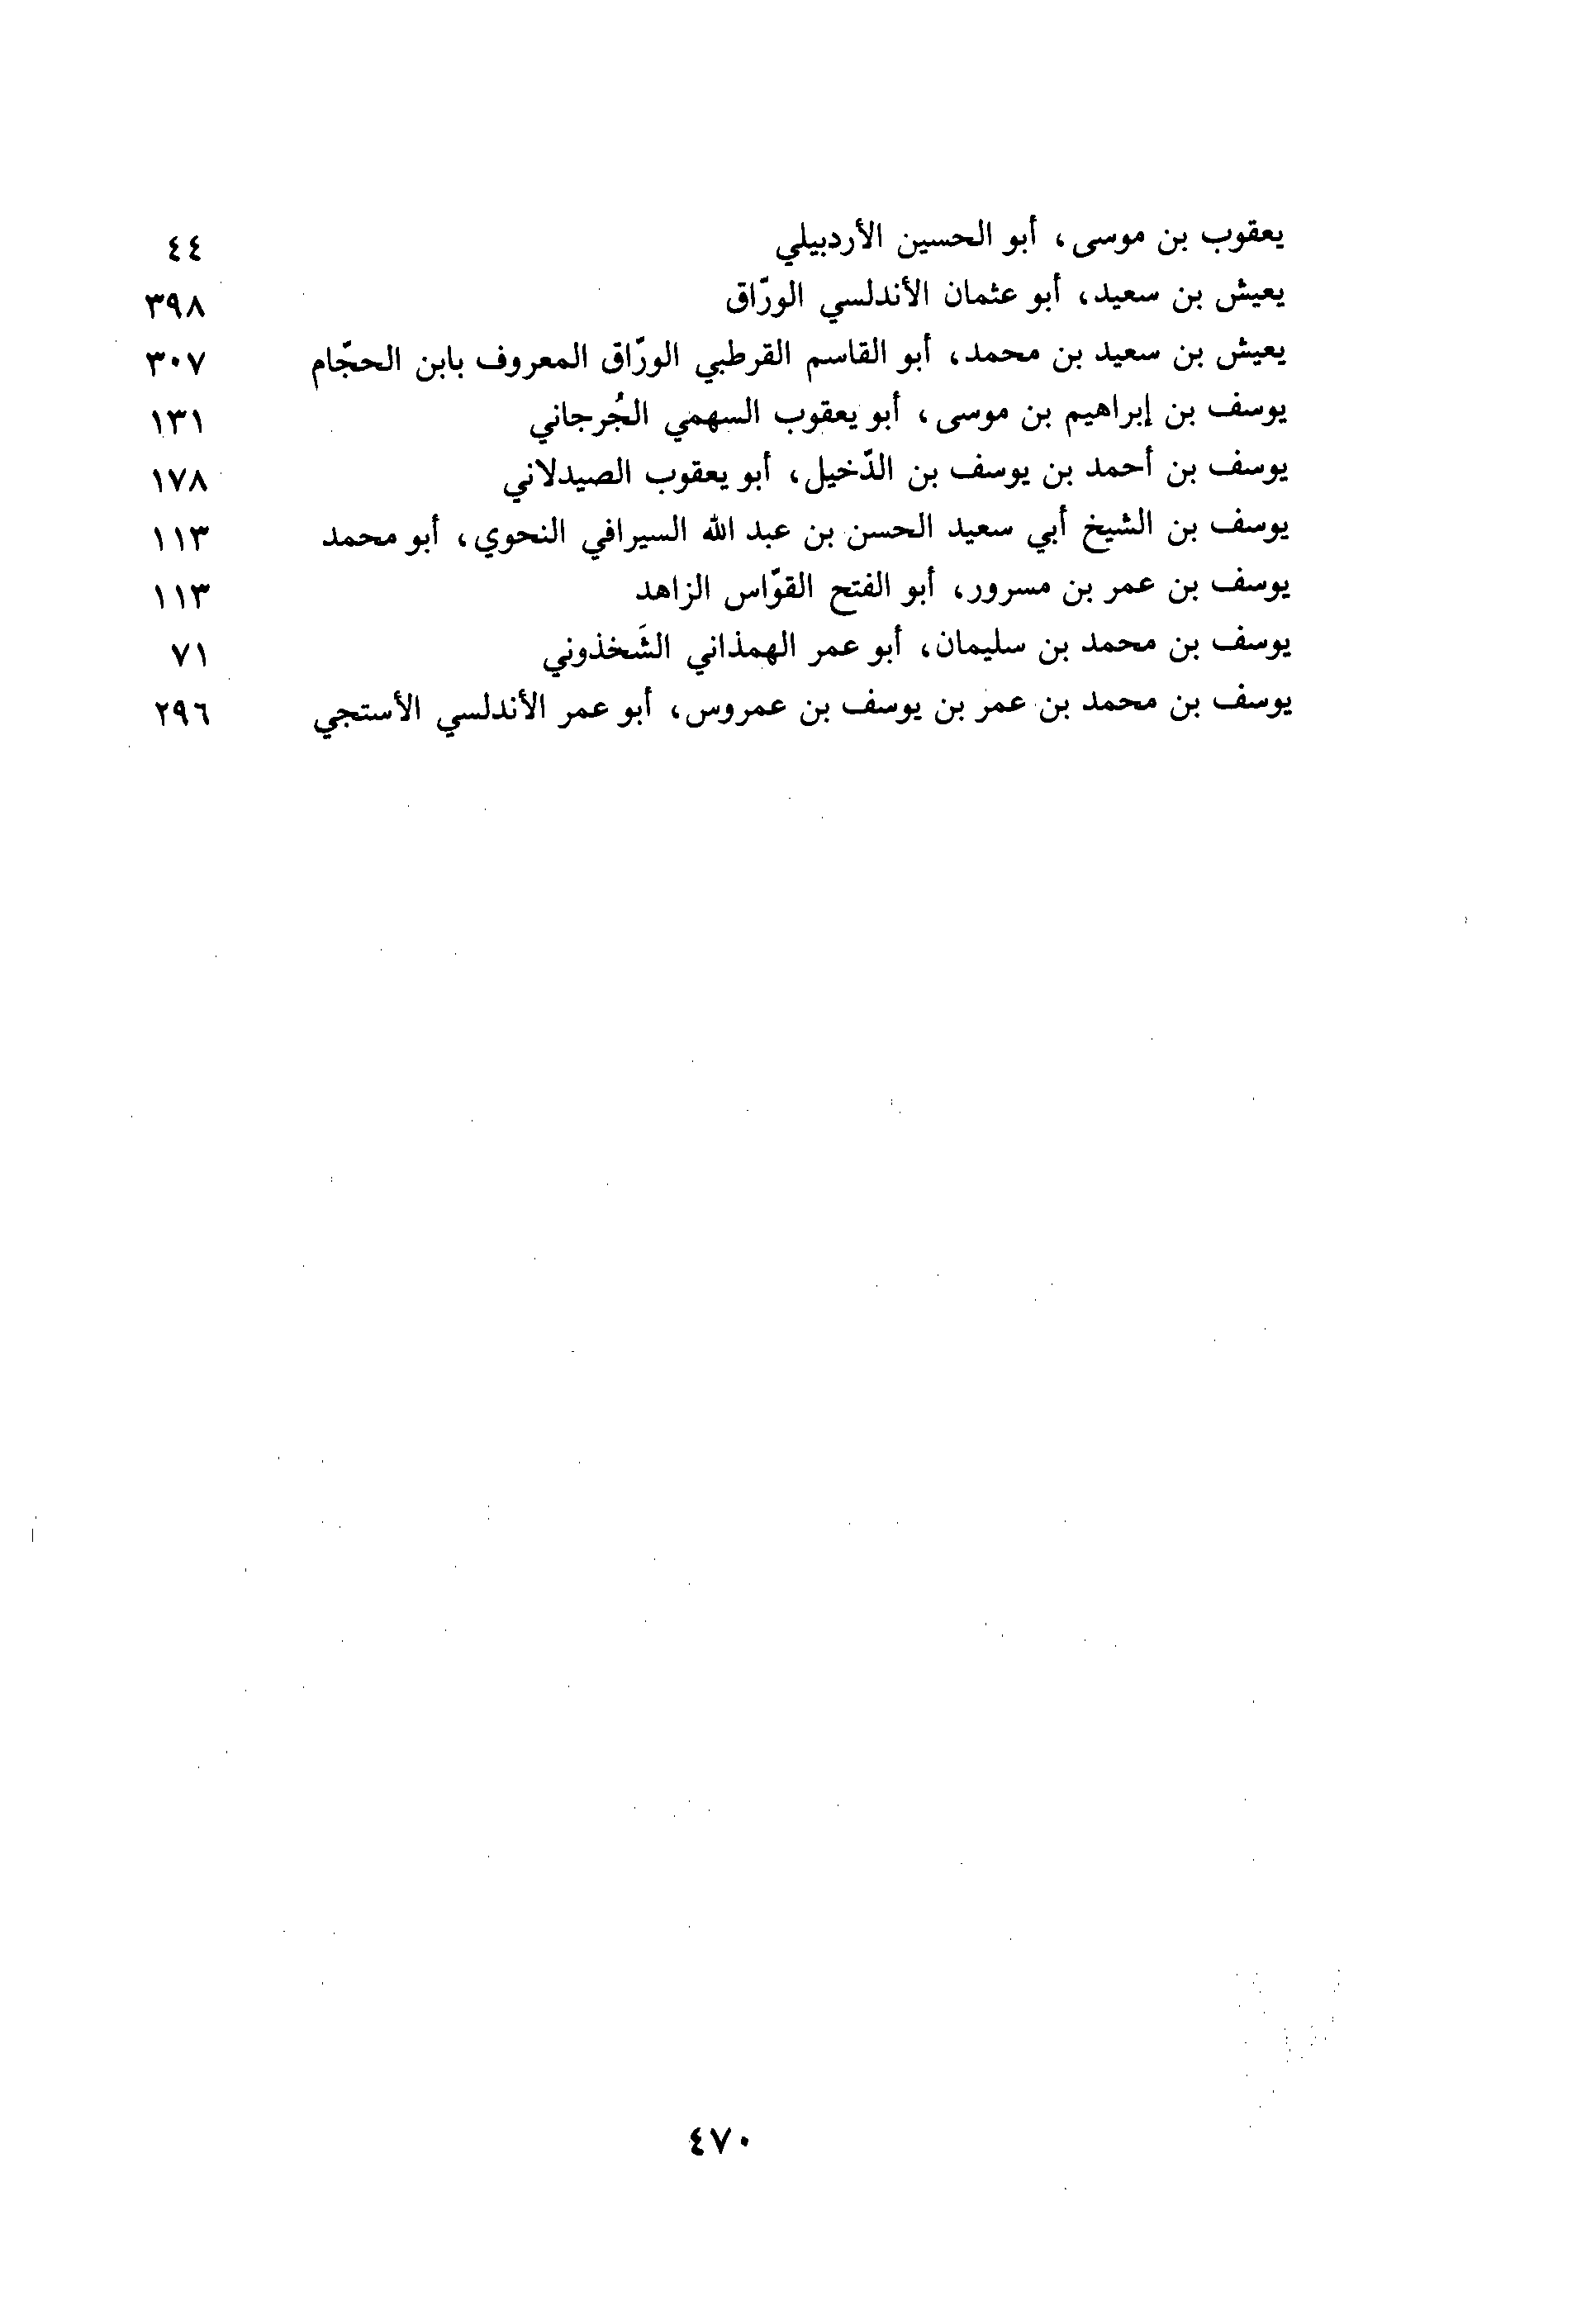 يعقوب بن موسى، أبو الحسين الأردبيلي ٤٤
يعيش بن سعيد، أبو عثمان الأندلسي الورّاق ٣٩٨
يعيش بن سعيد بن محمد، أبو القاسم القرطبي الورّاق المعروف بابن الحجّام ٣٠٧
يوسف بن إبراهيم بن موسى، أبو يعقوب السهمي الجُرجاني ١٣١
يوسف بن أحمد بن يوسف بن الدّخيل، أبو يعقوب الصيدلاني ١٧٨
يوسف بن الشيخ أبي سعيد الحسن بن عبد الله السيرافي النحوي، أبو محمد ١١٣
يوسف بن عمر بن مسرور، أبو الفتح القوّاس الزاهد ١١٣
يوسف بن محمد بن سليمان، أبو عمر الهمذاني الشَخذوني ٧١
يوسف بن محمد بن عمر بن يوسف بن عمروس، أبو عمر الأندلسي الأستجي ٢٩٦
٤٧٠